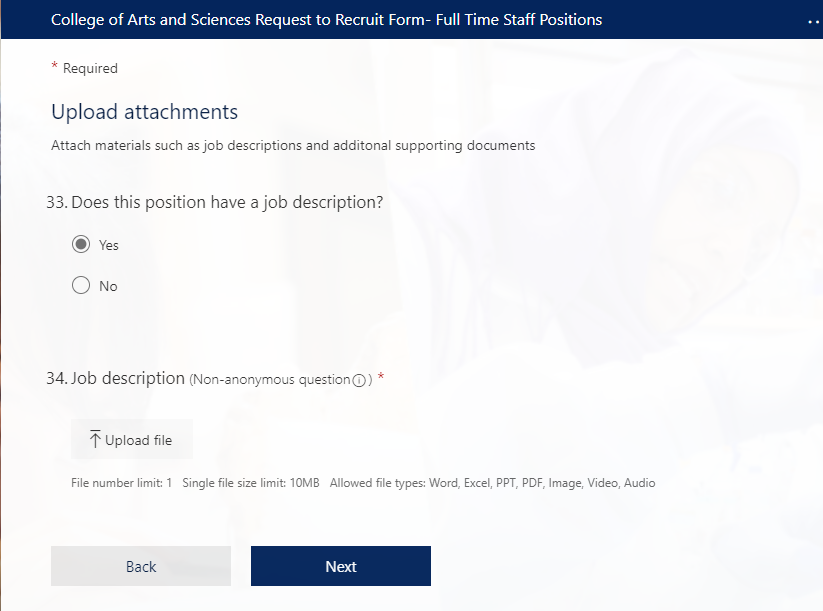 College of Arts and Sciences Request to Recruit Form- Full Time Staff Positions
* Required
Upload attachments
Attach materials such as job descriptions and additonal supporting documents
33. Does this position have a job description?
Yes
No
34. Job description (Non-anonymous question) *
Upload file
File number limit: 1 Single file size limit: 10MB Allowed file types: Word, Excel, PPT, PDF, Image, Video, Audio
Back Next